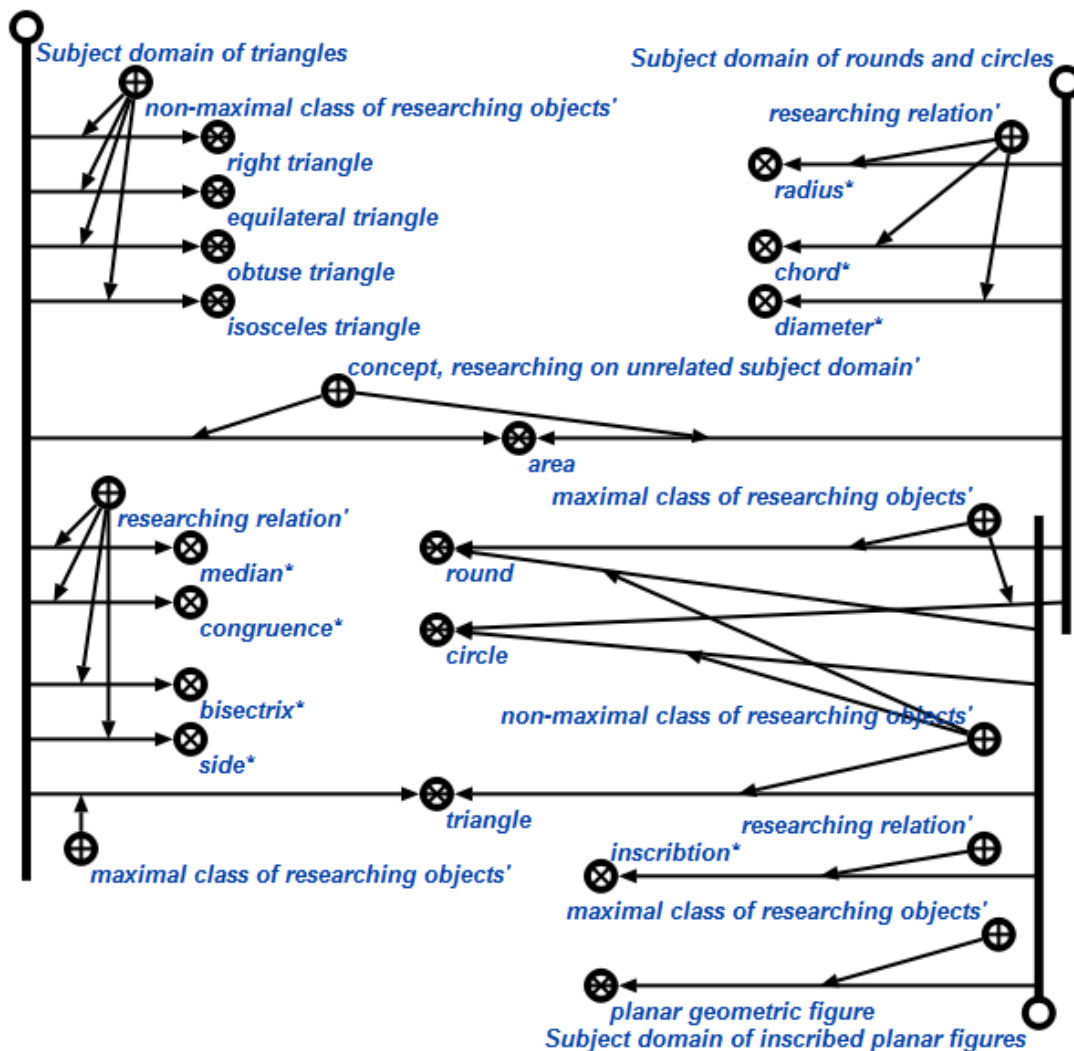 Subject domain of triangles
Subject domain of rounds and circles
non-maximal class of researching objects'
researching relation'
right triangle
radius*
equilateral triangle
obtuse triangle
chord*
isosceles triangle
diameter*
concept, researching on unrelated subject domain'
area
maximal class of researching objects'
researching relation'
median*
round
congruence*
circle
bisectrix*
non-maximal class of researching objects'
side*
triangle
researching relation'
inscribtion*
maximal class of researching objects'
maximal class of researching objects'
planar geometric figure
Subject domain of inscribed planar figures